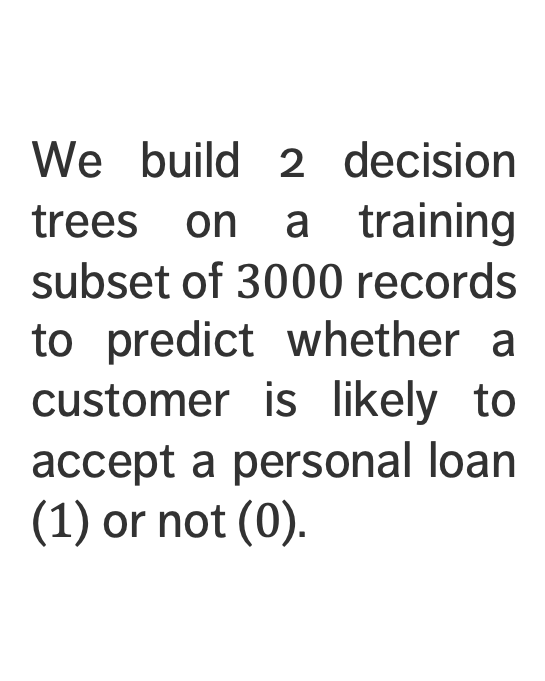 We build 2 decision
trees on a training
subset of 3000 records
to predict whether a
customer is likely to
accept a personal loan
(1) or not (0).